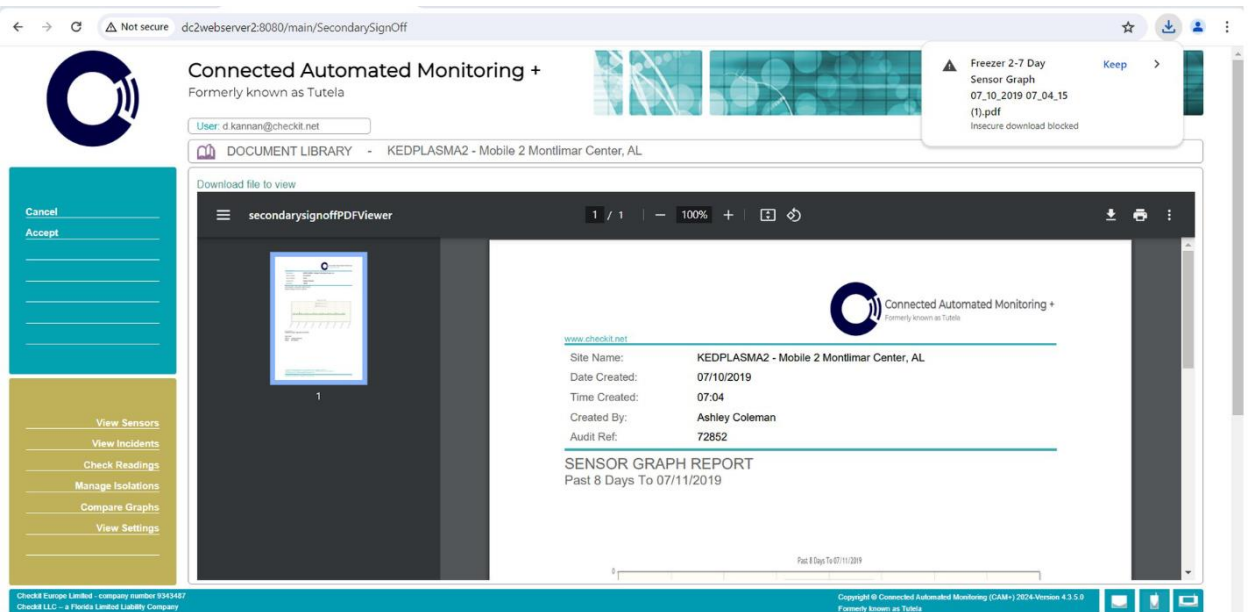 Not secure dc2webserver2:8080/main/SecondarySignOff
Freezer 2-7 Day
Sensor Graph
07_10_2019 07_04_15
(1).pdf
Insecure download blocked
Keep
Connected Automated Monitoring +
Formerly known as Tutela
User: d.kannan@checkit.net
DOCUMENT LIBRARY - KEDPLASMA2 - Mobile 2 Montlimar Center, AL
Cancel
Accept
View Sensors
View Incidents
Check Readings
Manage Isolations
Compare Graphs
View Settings
Download file to view
secondarysignoffPDFViewer 1 / 1 100%
1
Connected Automated Monitoring +
Formerly known as Tutela
www.checkit.net
Site Name: KEDPLASMA2 - Mobile 2 Montlimar Center, AL
Date Created: 07/10/2019
Time Created: 07:04
Created By: Ashley Coleman
Audit Ref: 72852
SENSOR GRAPH REPORT
Past 8 Days To 07/11/2019
Past 8 Days To 07/11/2019
0
Checkit Europe Limited - company number 9343487
Checkit LLC – a Florida Limited Liability Company
Copyright © Connected Automated Monitoring (CAM+) 2024-Version 4.3.5.0
Formerly known as Tutela